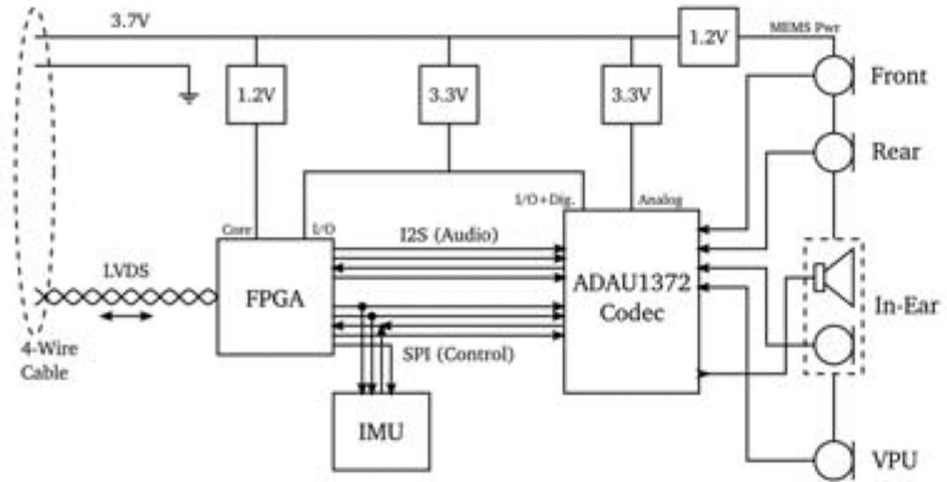 3.7V
MEMS Pwr
1.2V
Front
1.2V
3.3V
3.3V
Rear
I/O+Dig.
Analog
Core
I/O
I2S (Audio)
LVDS
FPGA
ADAU1372
Codec
In-Ear
4-Wire
Cable
SPI (Control)
IMU
VPU